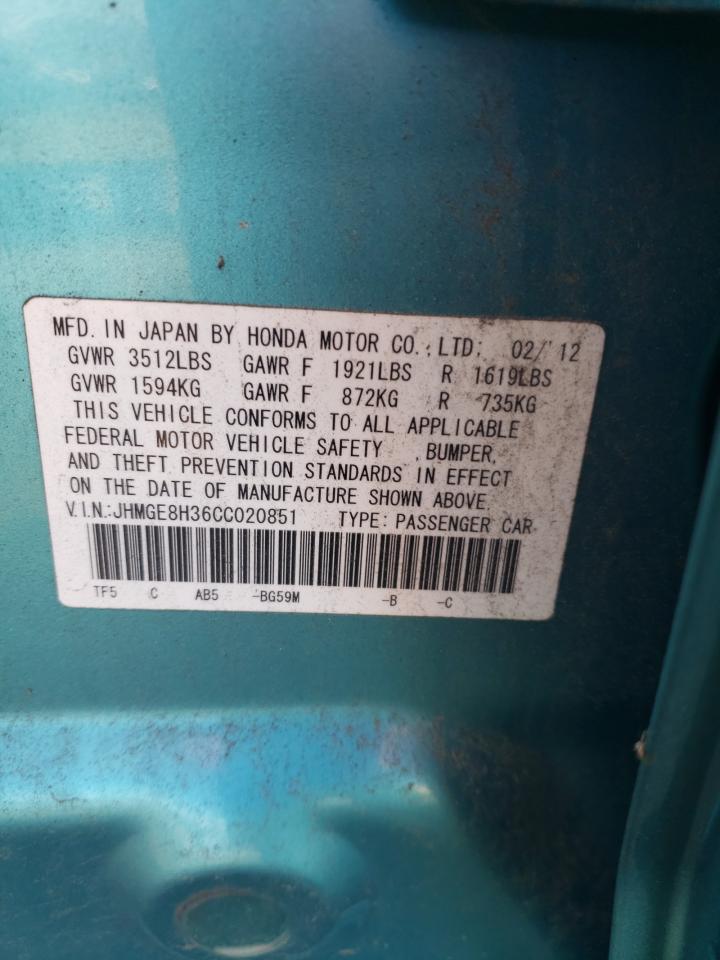 MFD. IN JAPAN BY HONDA MOTOR CO., LTD. 02/'12
GVWR 3512LBS GAWR F 1921LBS R 1619LBS
GVWR 1594KG GAWR F 872KG R 735KG
THIS VEHICLE CONFORMS TO ALL APPLICABLE
FEDERAL MOTOR VEHICLE SAFETY , BUMPER,
AND THEFT PREVENTION STANDARDS IN EFFECT
ON THE DATE OF MANUFACTURE SHOWN ABOVE.
V.I.N.:JHMGE8H36CC020851 TYPE: PASSENGER CAR
TF5 C AB5 -BG59M -B -C